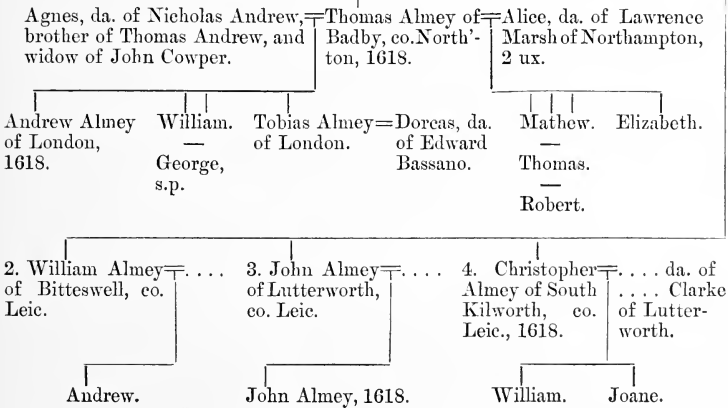 Agnes, da. of Nicholas Andrew,
brother of Thomas Andrew, and
widow of John Cowper.
Thomas Almey of
Badby, co. North'-
ton, 1618.
Alice, da. of Lawrence
Marsh of Northampton,
2 ux.
Andrew Almey
of London,
1618.
William.
—
George,
s.p.
Tobias Almey=Dorcas, da.
of London.
of Edward
Bassano.
Mathew.
—
Thomas.
—
Robert.
Elizabeth.
2. William Almey=. . . .
of Bitteswell, co.
Leic.
3. John Almey=. . . .
of Lutterworth,
co. Leic.
4. Christopher=. . . . da. of
Almey of South
Kilworth, co.
Leic., 1618.
. . . . Clarke
of Lutter-
worth.
Andrew.
John Almey, 1618.
William.
Joane.